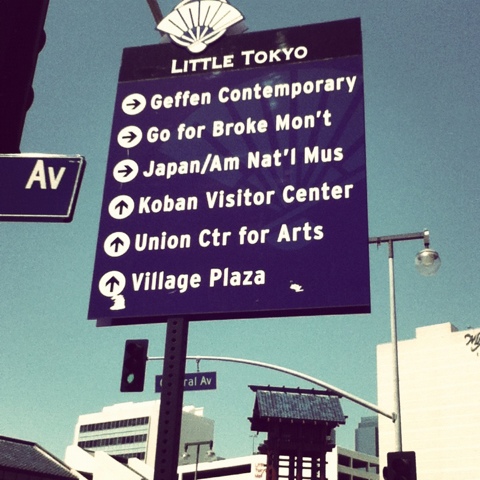 LITTLE TOKYO
Geffen Contemporary
Go for Broke Mon't
Japan/Am Nat'l Mus
Koban Visitor Center
Union Ctr for Arts
Village Plaza
Av
Av